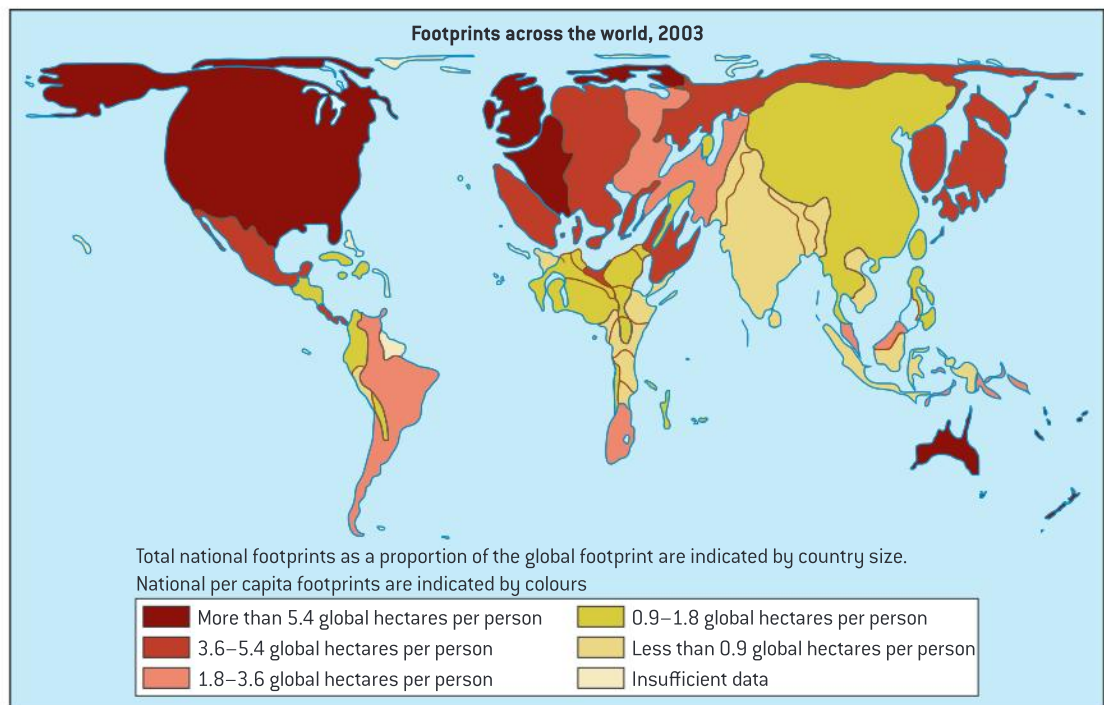 Footprints across the world, 2003
Total national footprints as a proportion of the global footprint are indicated by country size.
National per capita footprints are indicated by colours
More than 5.4 global hectares per person
3.6–5.4 global hectares per person
1.8–3.6 global hectares per person
0.9–1.8 global hectares per person
Less than 0.9 global hectares per person
Insufficient data